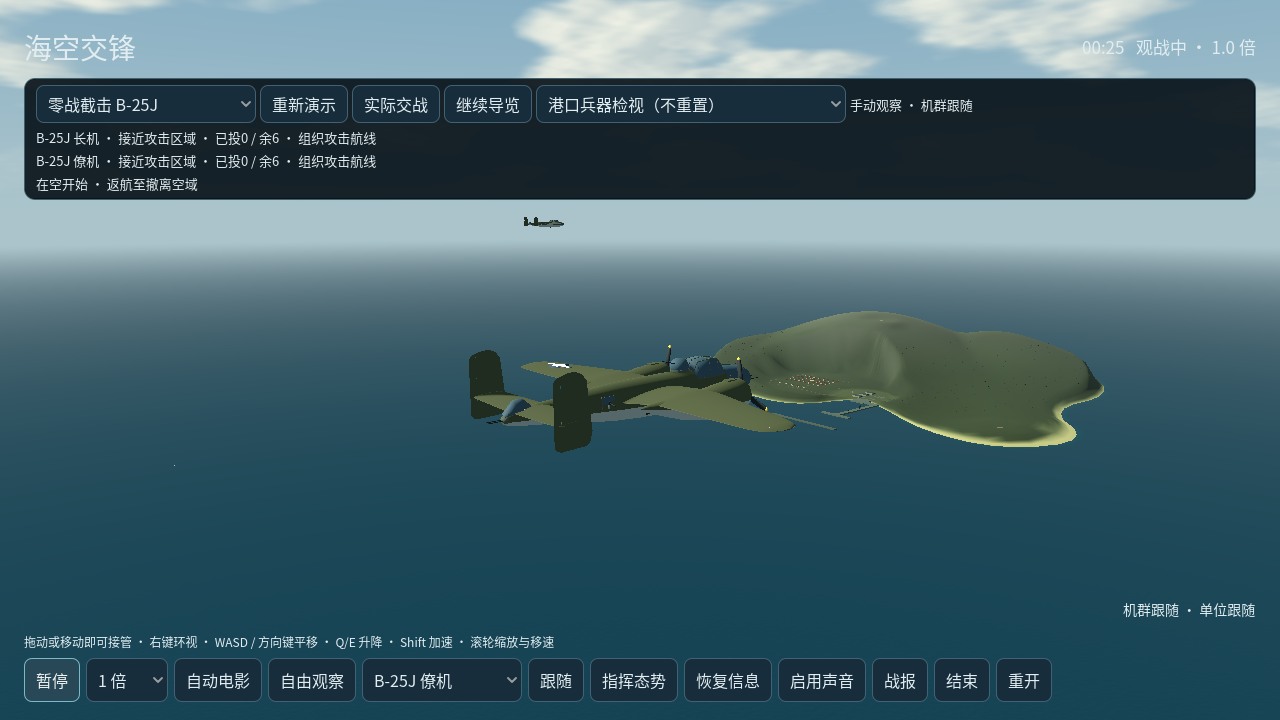 海空交锋
00:25 观战中 · 1.0 倍
零战截击 B-25J 重新演示 实际交战 继续导览 港口兵器检视（不重置） 手动观察 · 机群跟随
B-25J 长机 · 接近攻击区域 · 已投0 / 余6 · 组织攻击航线
B-25J 僚机 · 接近攻击区域 · 已投0 / 余6 · 组织攻击航线
在空开始 · 返航至撤离空域
机群跟随 · 单位跟随
拖动或移动即可接管 · 右键环视 · WASD / 方向键平移 · Q/E 升降 · Shift 加速 · 滚轮缩放与移速
暂停 1 倍 自动电影 自由观察 B-25J 僚机 跟随 指挥态势 恢复信息 启用声音 战报 结束 重开